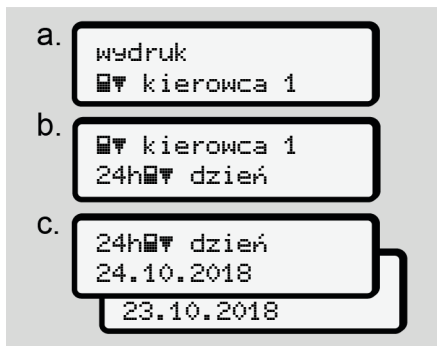 a.
wydruk
🖥▼ kierowca 1
b.
🖥▼ kierowca 1
24h🖥▼ dzień
c.
24h🖥▼ dzień
24.10.2018
23.10.2018